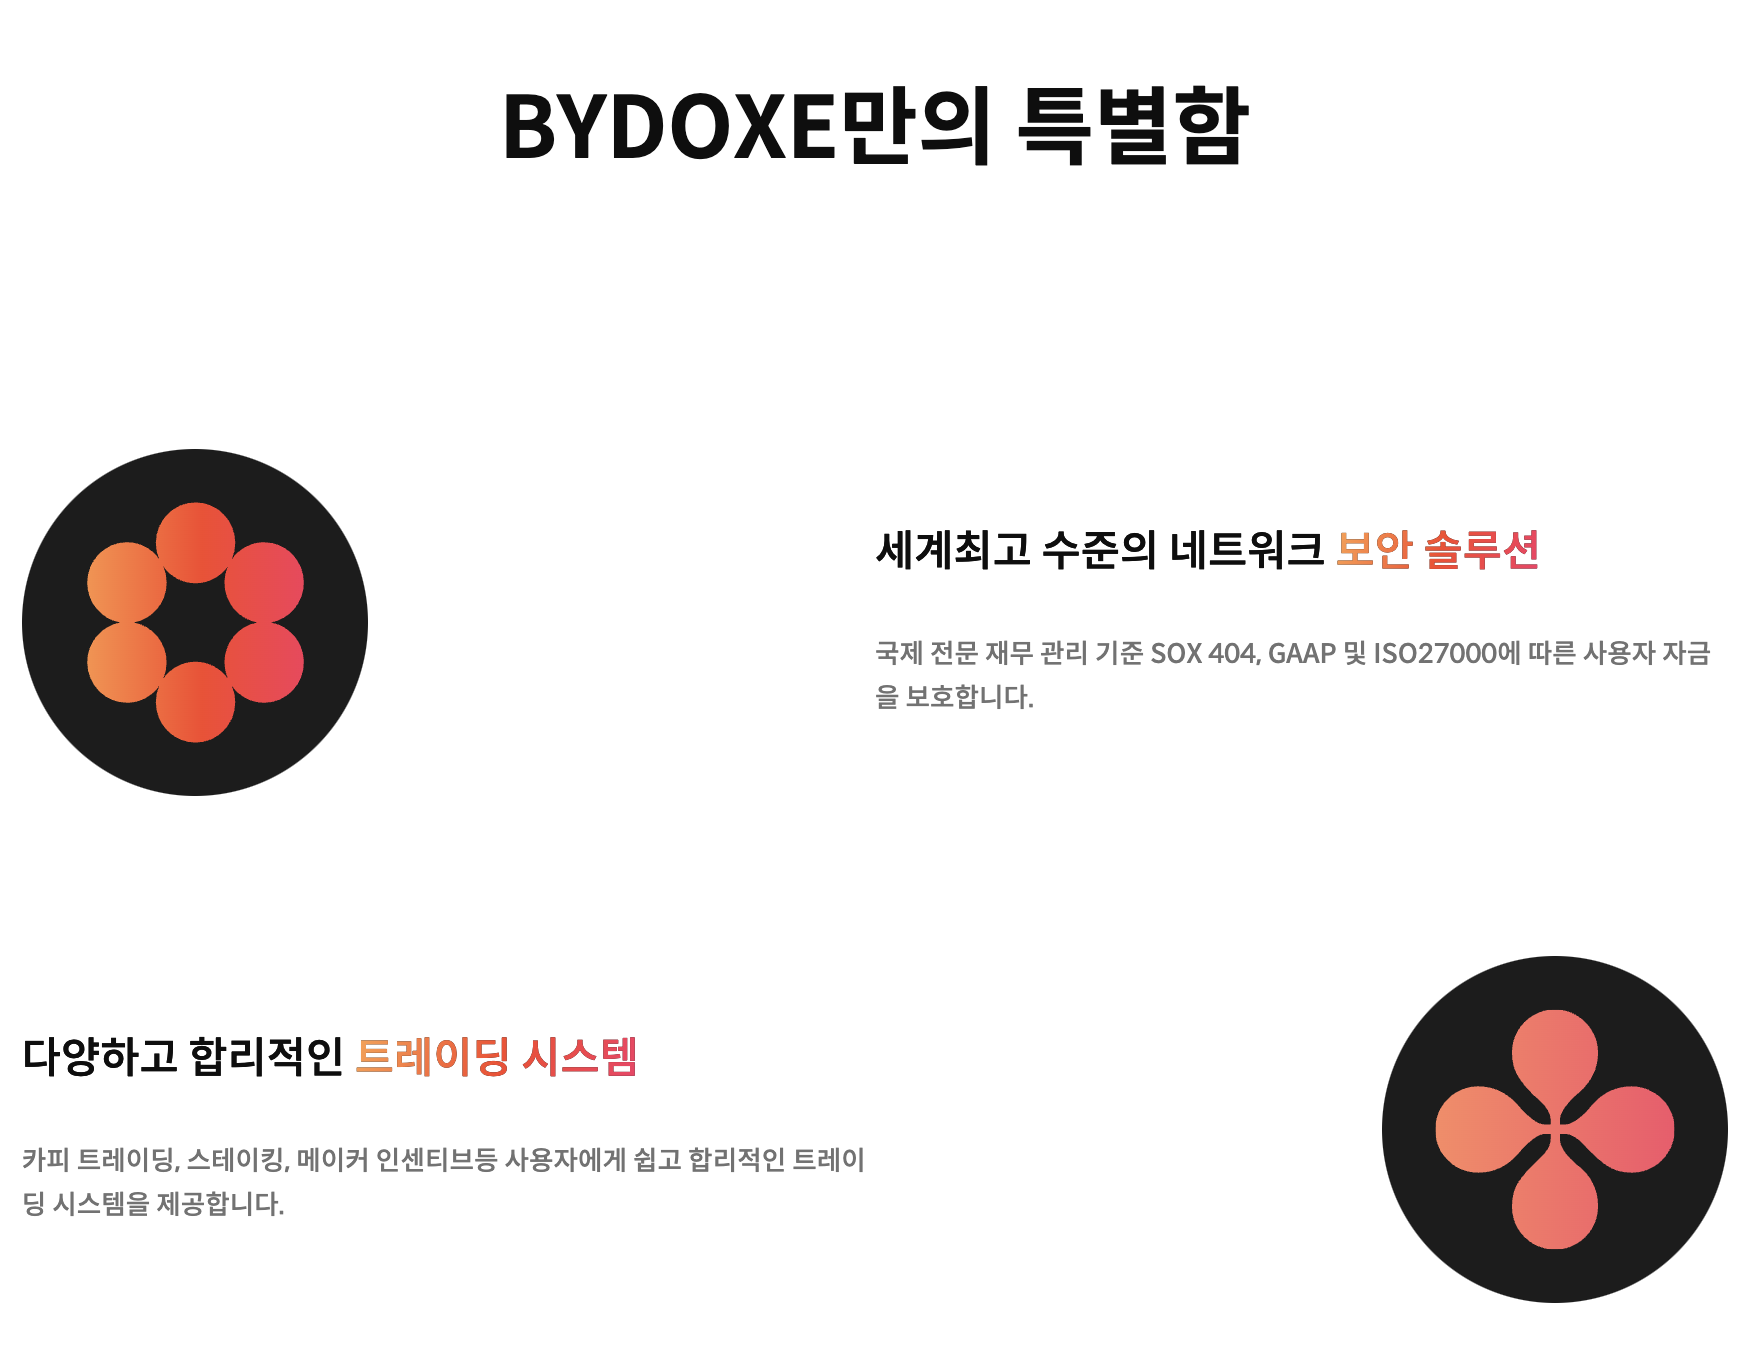 BYDOXE만의 특별함
세계최고 수준의 네트워크 보안 솔루션
국제 전문 재무 관리 기준 SOX 404, GAAP 및 ISO27000에 따른 사용자 자금
을 보호합니다.
다양하고 합리적인 트레이딩 시스템
카피 트레이딩, 스테이킹, 메이커 인센티브등 사용자에게 쉽고 합리적인 트레이
딩 시스템을 제공합니다.